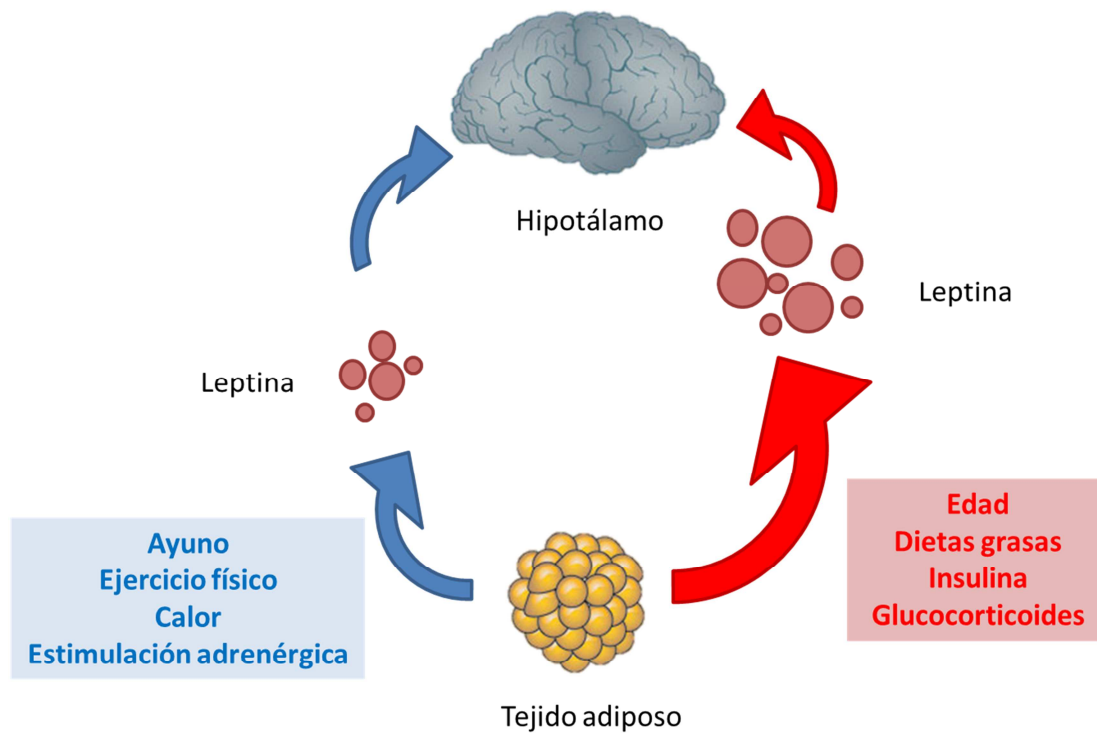 Hipotálamo
Leptina
Leptina
Ayuno
Ejercicio físico
Calor
Estimulación adrenérgica
Edad
Dietas grasas
Insulina
Glucocorticoides
Tejido adiposo